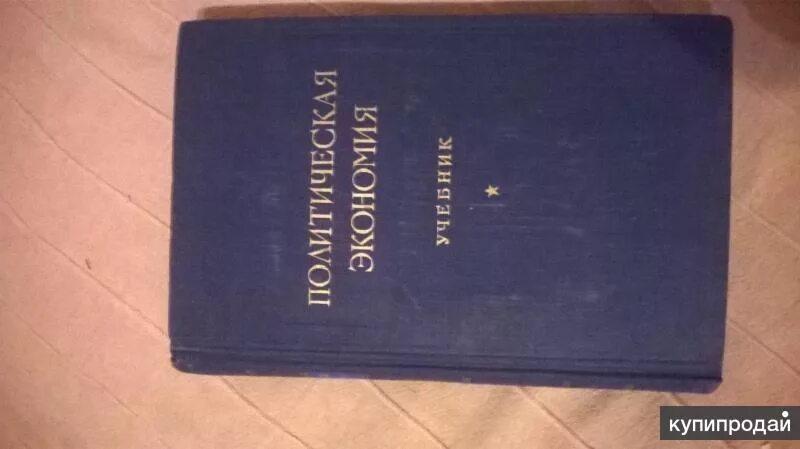 ПОЛИТИЧЕСКАЯ
ЭКОНОМИЯ
УЧЕБНИК
купипродай